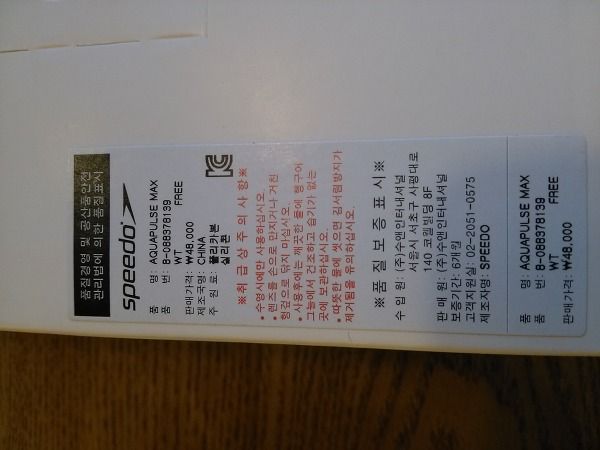 품질경영 및 공산품안전
관리법에 의한 품질표시
speedo
품 명: AQUAPULSE MAX
품 번: 8-088378139
WT FREE
판매가격: ₩48,000
제조국명: CHINA
주 원료: 폴리카본
실리콘
※취급상주의사항※
• 수영시에만 사용하십시오.
• 렌즈를 손으로 만지거나 거친
헝겊으로 닦지 마십시오.
• 사용후에는 깨끗한 물에 헹구어
그늘에서 건조하고 습기가 없는
곳에 보관하십시오.
• 따뜻한 물에 씻으면 김서림방지가
제거됨을 유의하십시오.
※품질보증표시※
수 입 원: (주)수앤인터내셔널
서울시 서초구 사평대로
140 코웰빌딩 8F
판 매 원: (주)수앤인터내셔널
보증기간: 6개월
고객지원실: 02-2051-0575
제조자명: SPEEDO
품 명: AQUAPULSE MAX
품 번: 8-088378139
WT FREE
판매가격: ₩48,000